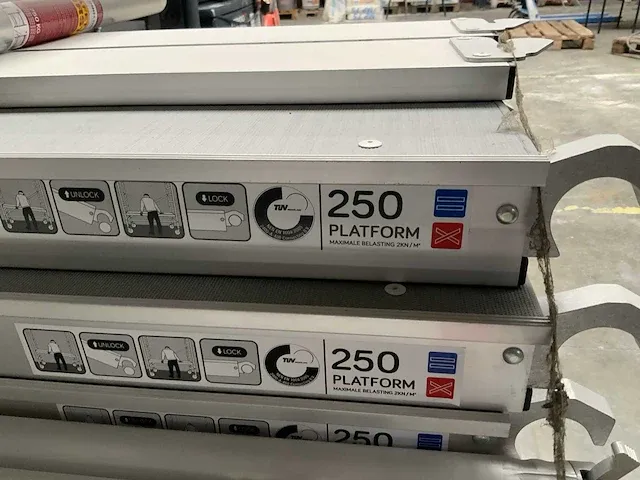 UNLOCK
LOCK
TÜV
250
PLATFORM
MAXIMALE BELASTING 2KN/M²
UNLOCK
LOCK
TÜV
250
PLATFORM
MAXIMALE BELASTING 2KN/M²
250